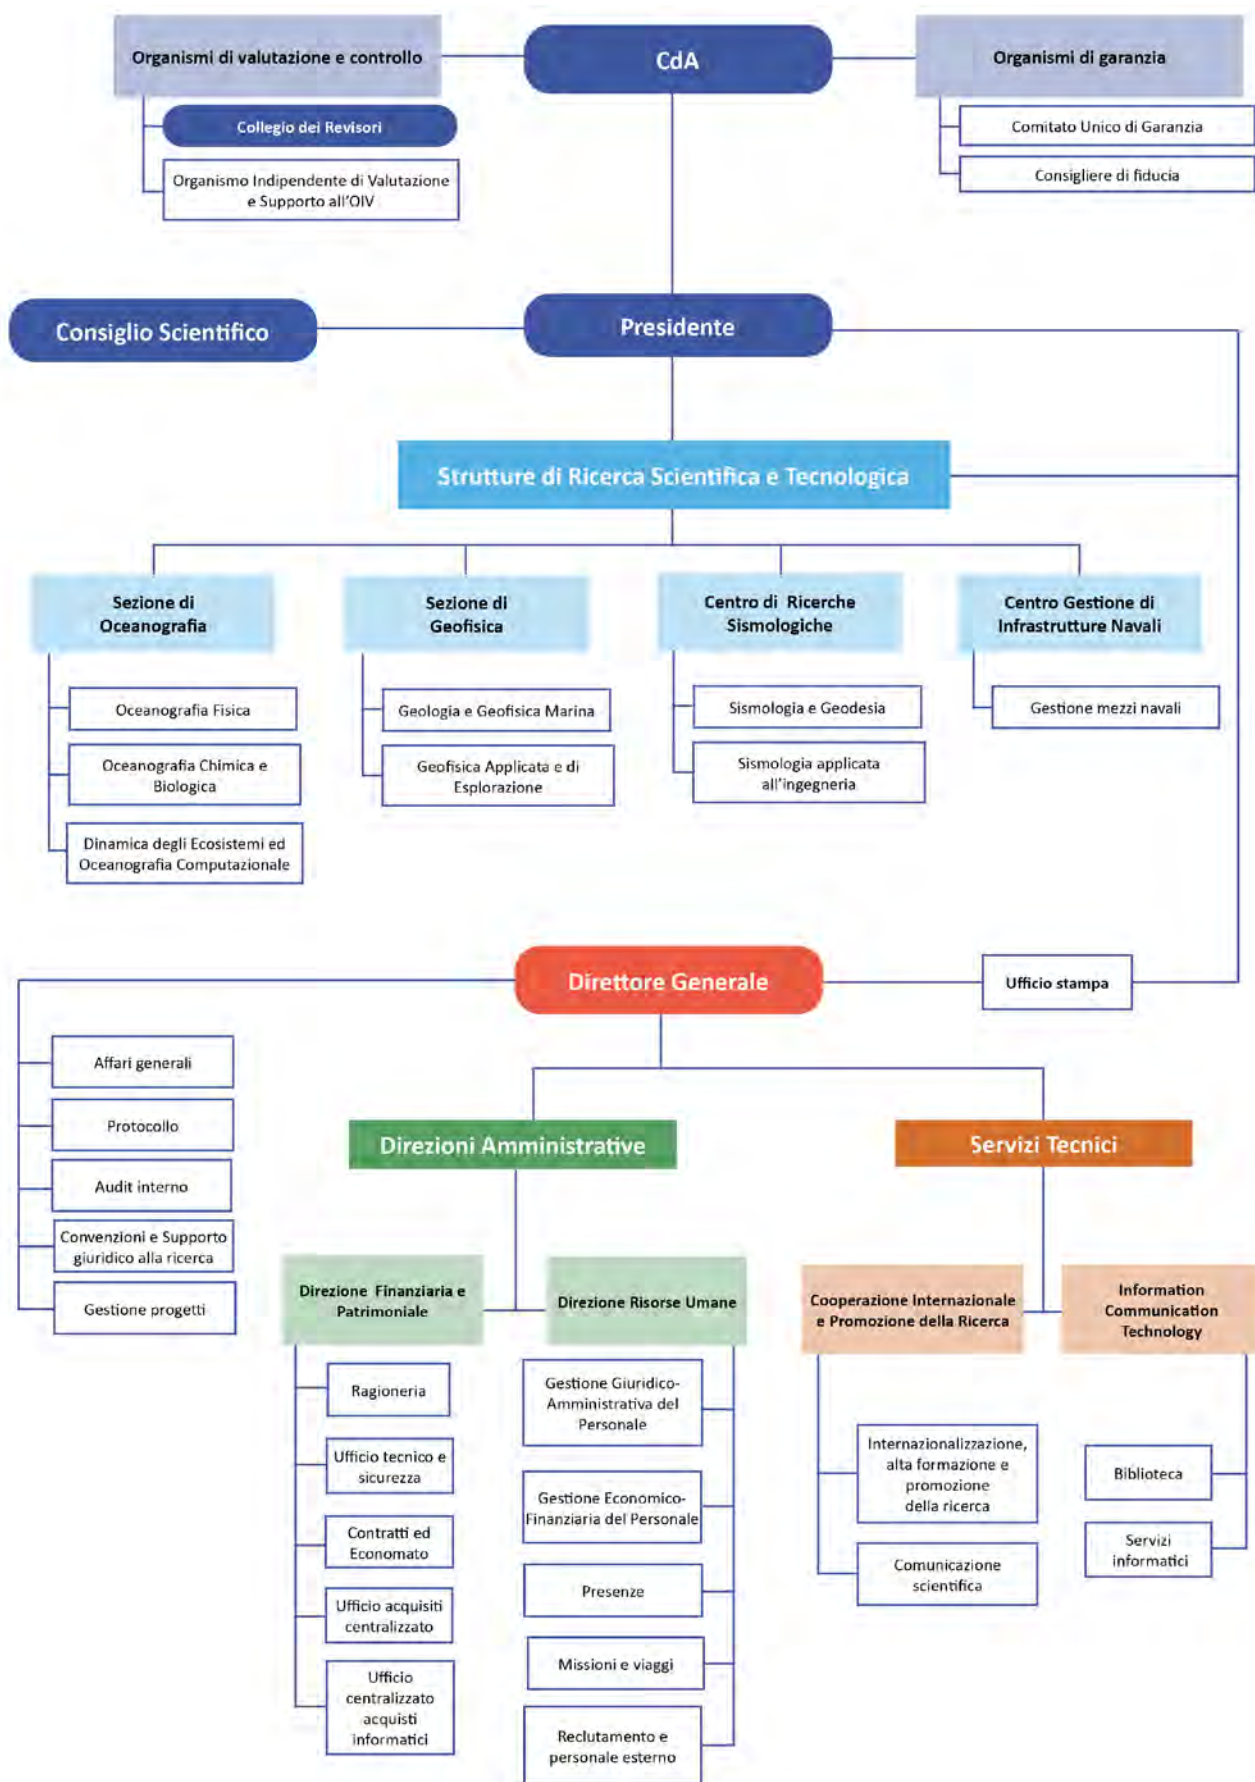 Organismi di valutazione e controllo
CdA
Organismi di garanzia
Collegio dei Revisori
Organismo Indipendente di Valutazione
e Supporto all'OIV
Comitato Unico di Garanzia
Consigliere di fiducia
Consiglio Scientifico
Presidente
Strutture di Ricerca Scientifica e Tecnologica
Sezione di
Oceanografia
Oceanografia Fisica
Oceanografia Chimica e
Biologica
Dinamica degli Ecosistemi ed
Oceanografia Computazionale
Sezione di
Geofisica
Geologia e Geofisica Marina
Geofisica Applicata e di
Esplorazione
Centro di Ricerche
Sismologiche
Sismologia e Geodesia
Sismologia applicata
all'ingegneria
Centro Gestione di
Infrastrutture Navali
Gestione mezzi navali
Direttore Generale
Ufficio stampa
Affari generali
Protocollo
Audit interno
Convenzioni e Supporto
giuridico alla ricerca
Gestione progetti
Direzioni Amministrative
Direzione Finanziaria e
Patrimoniale
Ragioneria
Ufficio tecnico e
sicurezza
Contratti ed
Economato
Ufficio acquisiti
centralizzato
Ufficio
centralizzato
acquisti
informatici
Direzione Risorse Umane
Gestione Giuridico-
Amministrativa del
Personale
Gestione Economico-
Finanziaria del Personale
Presenze
Missioni e viaggi
Reclutamento e
personale esterno
Servizi Tecnici
Cooperazione Internazionale
e Promozione della Ricerca
Internazionalizzazione,
alta formazione e
promozione
della ricerca
Comunicazione
scientifica
Information
Communication
Technology
Biblioteca
Servizi
informatici